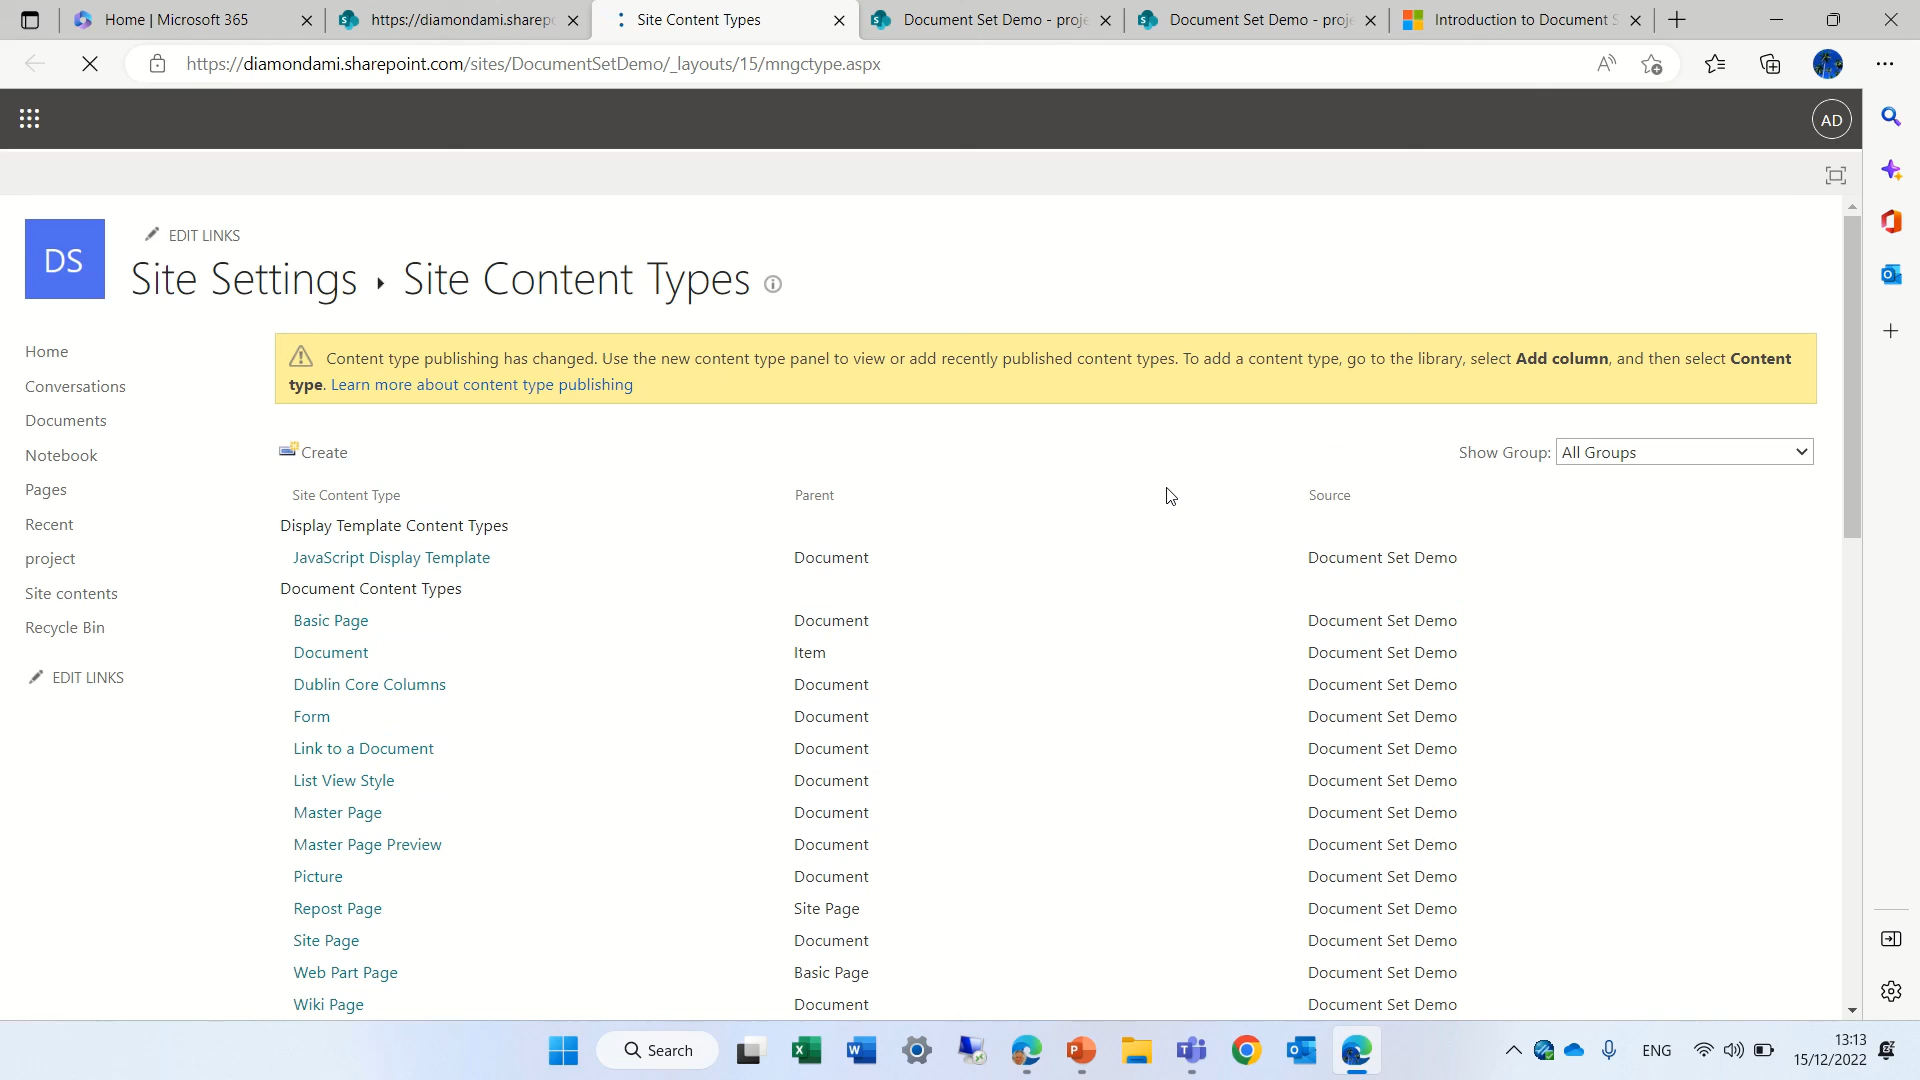 Home | Microsoft 365
https://diamondami.sharepo
Site Content Types
Document Set Demo - proje
Document Set Demo - proje
Introduction to Document S
https://diamondami.sharepoint.com/sites/DocumentSetDemo/_layouts/15/mngctype.aspx
AD
DS
EDIT LINKS
Site Settings ▸ Site Content Types
Home
Conversations
Documents
Notebook
Pages
Recent
project
Site contents
Recycle Bin
EDIT LINKS
Content type publishing has changed. Use the new content type panel to view or add recently published content types. To add a content type, go to the library, select Add column, and then select Content
type. Learn more about content type publishing
Create
Show Group: All Groups
Site Content Type Parent Source
Display Template Content Types
JavaScript Display Template Document Document Set Demo
Document Content Types
Basic Page Document Document Set Demo
Document Item Document Set Demo
Dublin Core Columns Document Document Set Demo
Form Document Document Set Demo
Link to a Document Document Document Set Demo
List View Style Document Document Set Demo
Master Page Document Document Set Demo
Master Page Preview Document Document Set Demo
Picture Document Document Set Demo
Repost Page Site Page Document Set Demo
Site Page Document Document Set Demo
Web Part Page Basic Page Document Set Demo
Wiki Page Document Document Set Demo
Search
ENG
13:13
15/12/2022